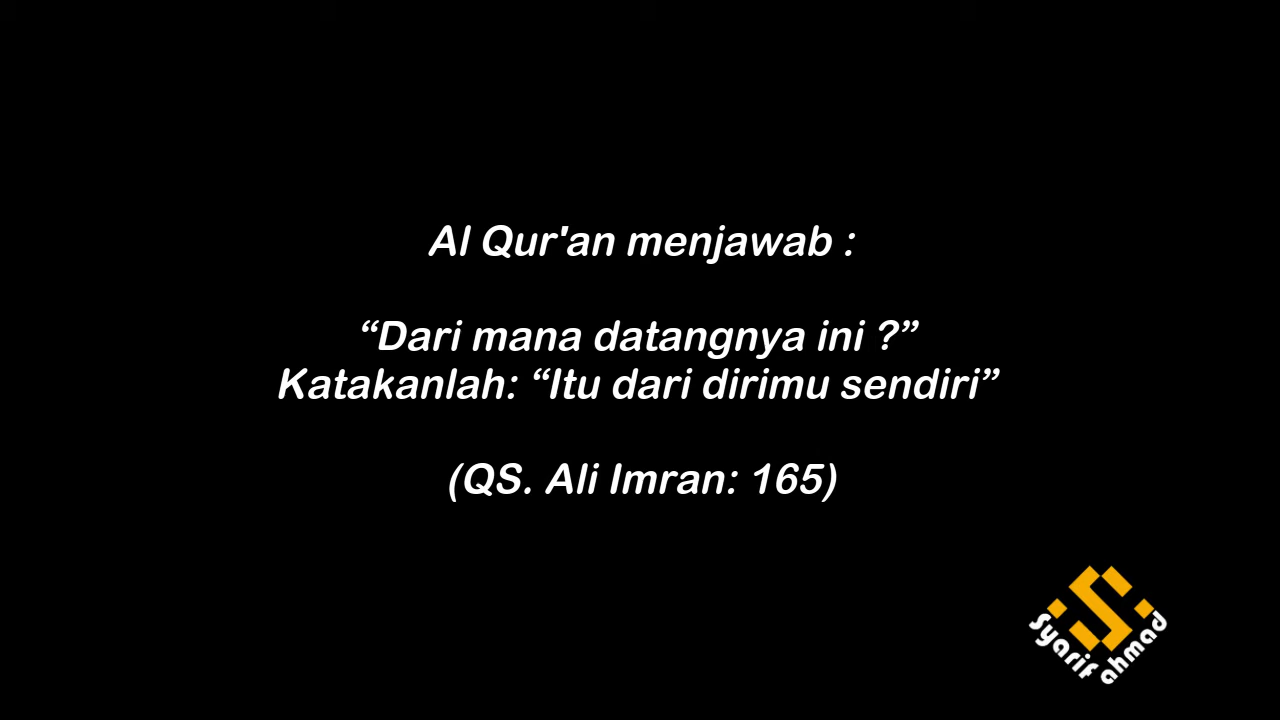 Al Qur'an menjawab :
“Dari mana datangnya ini ?”
Katakanlah: “Itu dari dirimu sendiri”
(QS. Ali Imran: 165)
Syarif ahmad